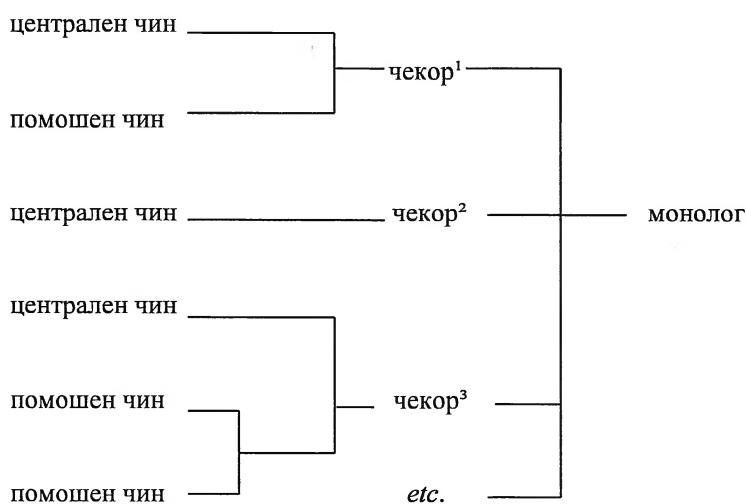 централен чин
чекор¹
помошен чин
централен чин
чекор²
монолог
централен чин
помошен чин
чекор³
помошен чин
etc.